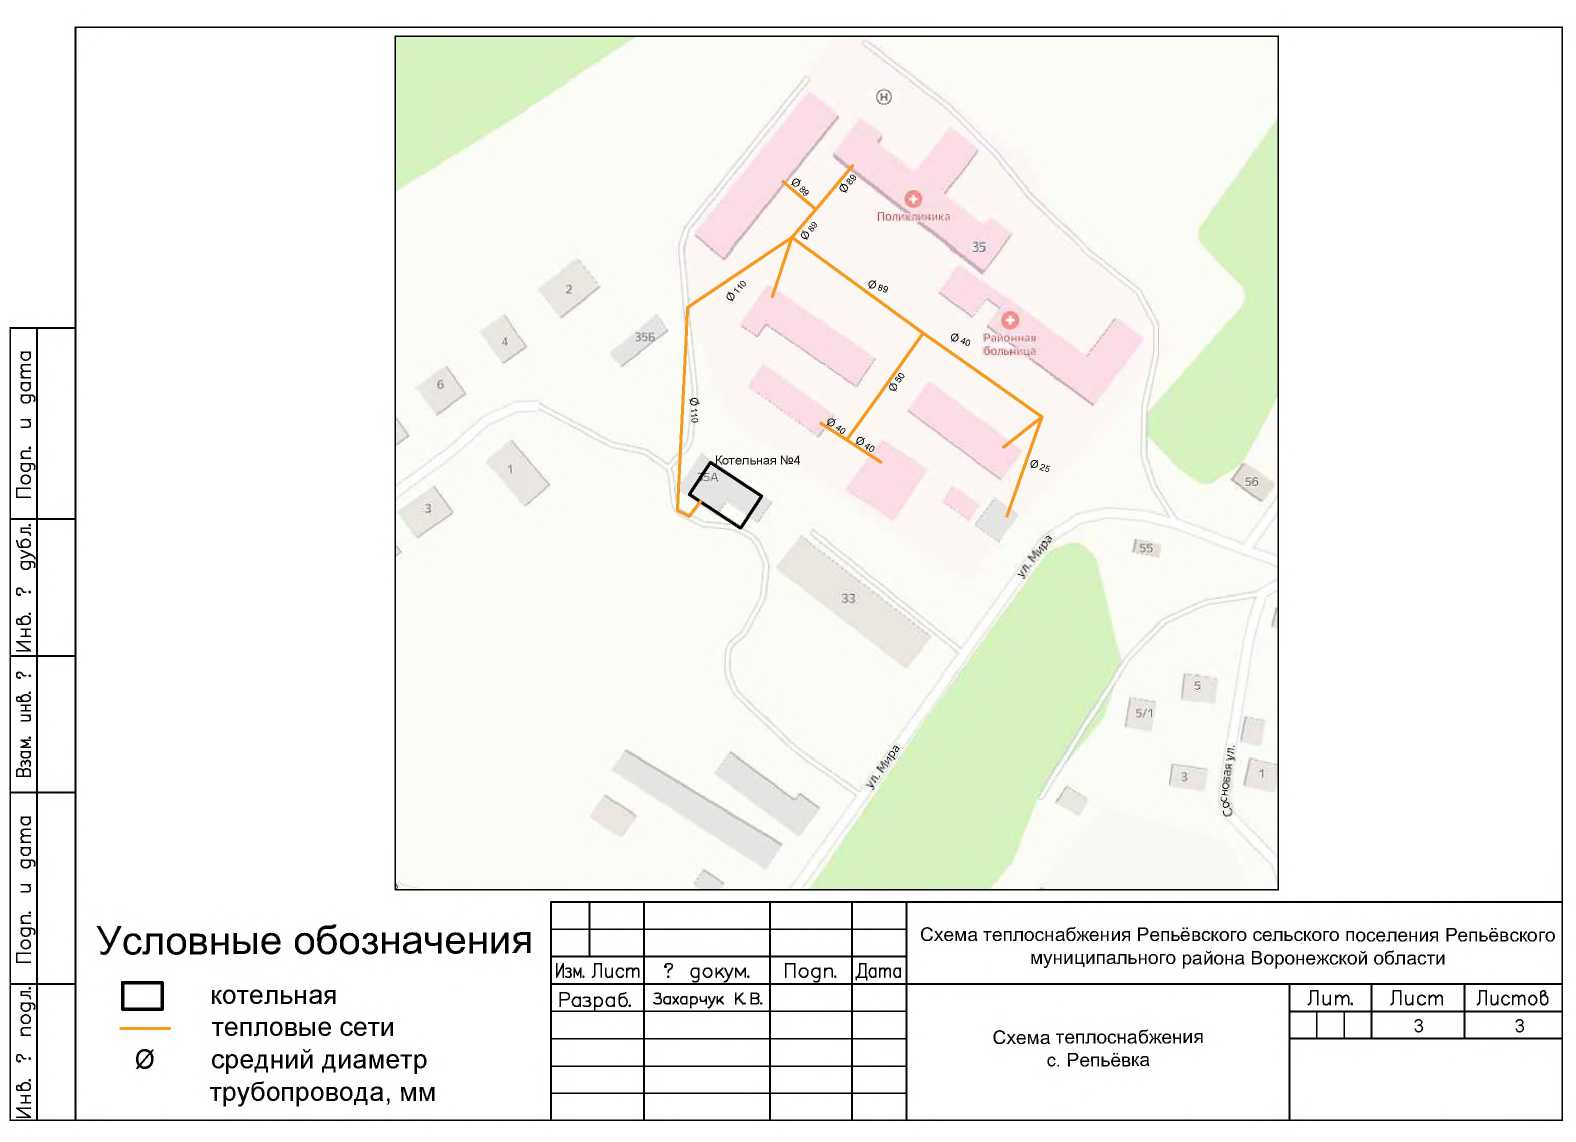 H
Ø 89
Ø 89
Поликлиника
Ø 89
35
2
Ø 110
Ø 89
35Б
4
Ø 40
Районная
больница
6
Ø 50
Ø 110
Ø 40
Ø 40
Котельная №4
35А
Ø 25
1
56
3
ул. Мира
55
33
5
5/1
ул. Мира
3
1
Сосновая ул.
Подп. и дата
Инв. ? дубл.
Взам. инв. ?
Подп. и дата
Инв. ? подл.
Условные обозначения
котельная
тепловые сети
Ø средний диаметр
трубопровода, мм
Схема теплоснабжения Репьёвского сельского поселения Репьёвского
муниципального района Воронежской области
Изм. Лист ? докум. Подп. Дата
Разраб. Захарчук К.В.
Лит. Лист Листов
3 3
Схема теплоснабжения
с. Репьёвка